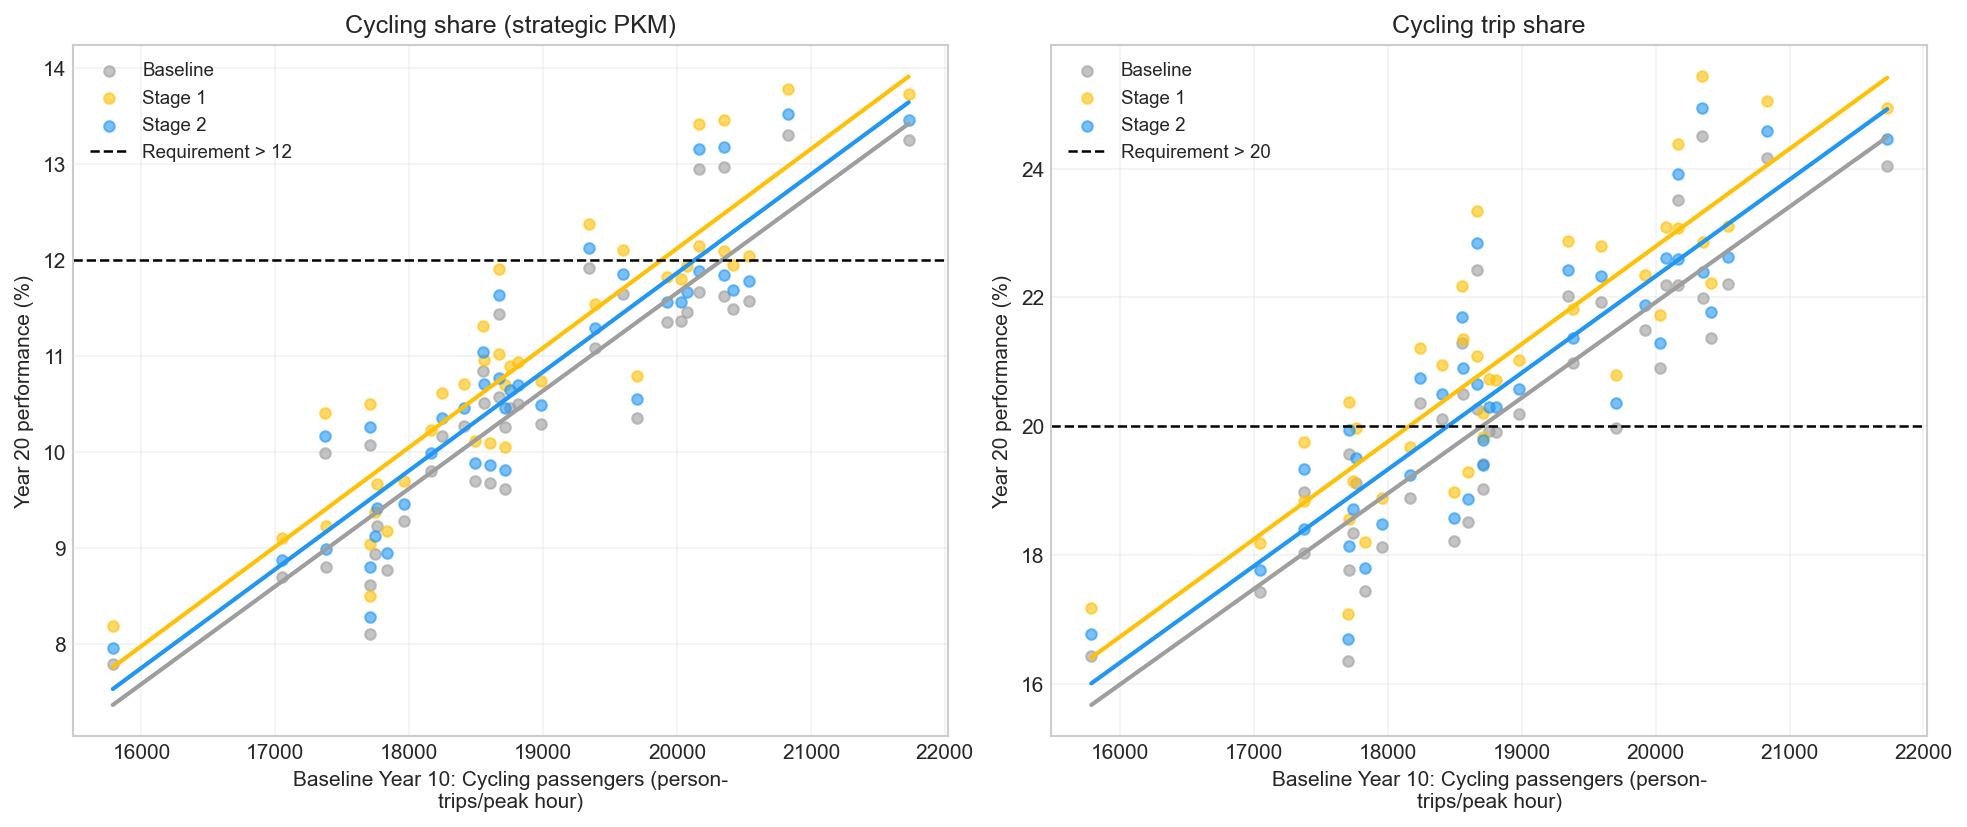 Cycling share (strategic PKM)
Baseline
Stage 1
Stage 2
Requirement > 12
14
13
12
11
10
9
8
Year 20 performance (%)
16000 17000 18000 19000 20000 21000 22000
Baseline Year 10: Cycling passengers (person-
trips/peak hour)
Cycling trip share
Baseline
Stage 1
Stage 2
Requirement > 20
24
22
20
18
16
Year 20 performance (%)
16000 17000 18000 19000 20000 21000 22000
Baseline Year 10: Cycling passengers (person-
trips/peak hour)